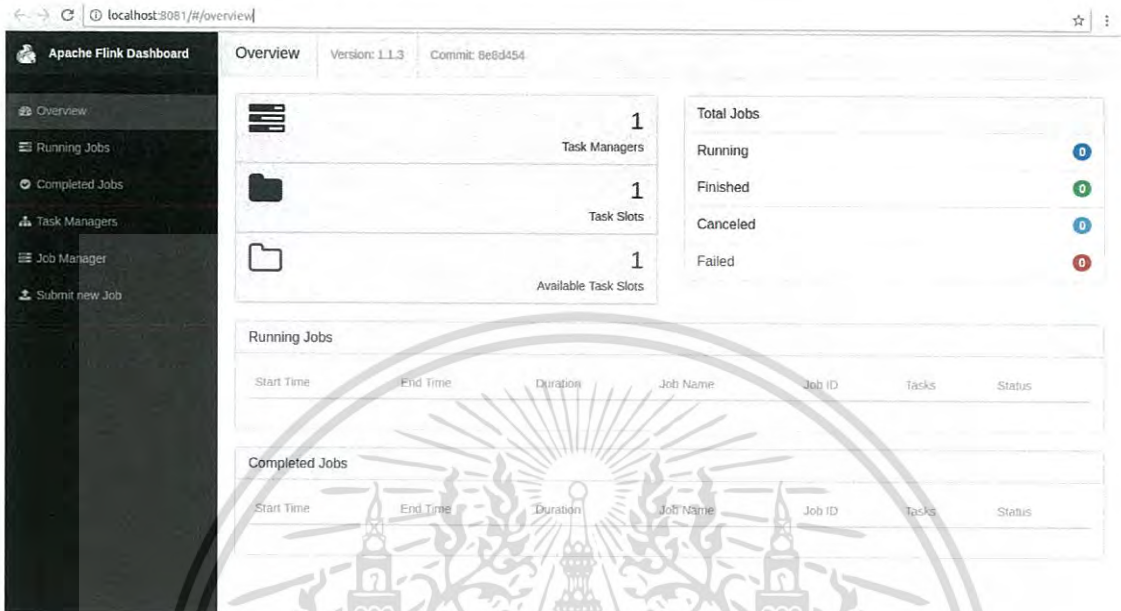 localhost:8081/#/overview
Apache Flink Dashboard
Overview
Version: 1.1.3
Commit: 8e8d454
Overview
Running Jobs
Completed Jobs
Task Managers
Job Manager
Submit new Job
1
Task Managers
1
Task Slots
1
Available Task Slots
Total Jobs
Running 0
Finished 0
Canceled 0
Failed 0
Running Jobs
Start Time End Time Duration Job Name Job ID Tasks Status
Completed Jobs
Start Time End Time Duration Job Name Job ID Tasks Status